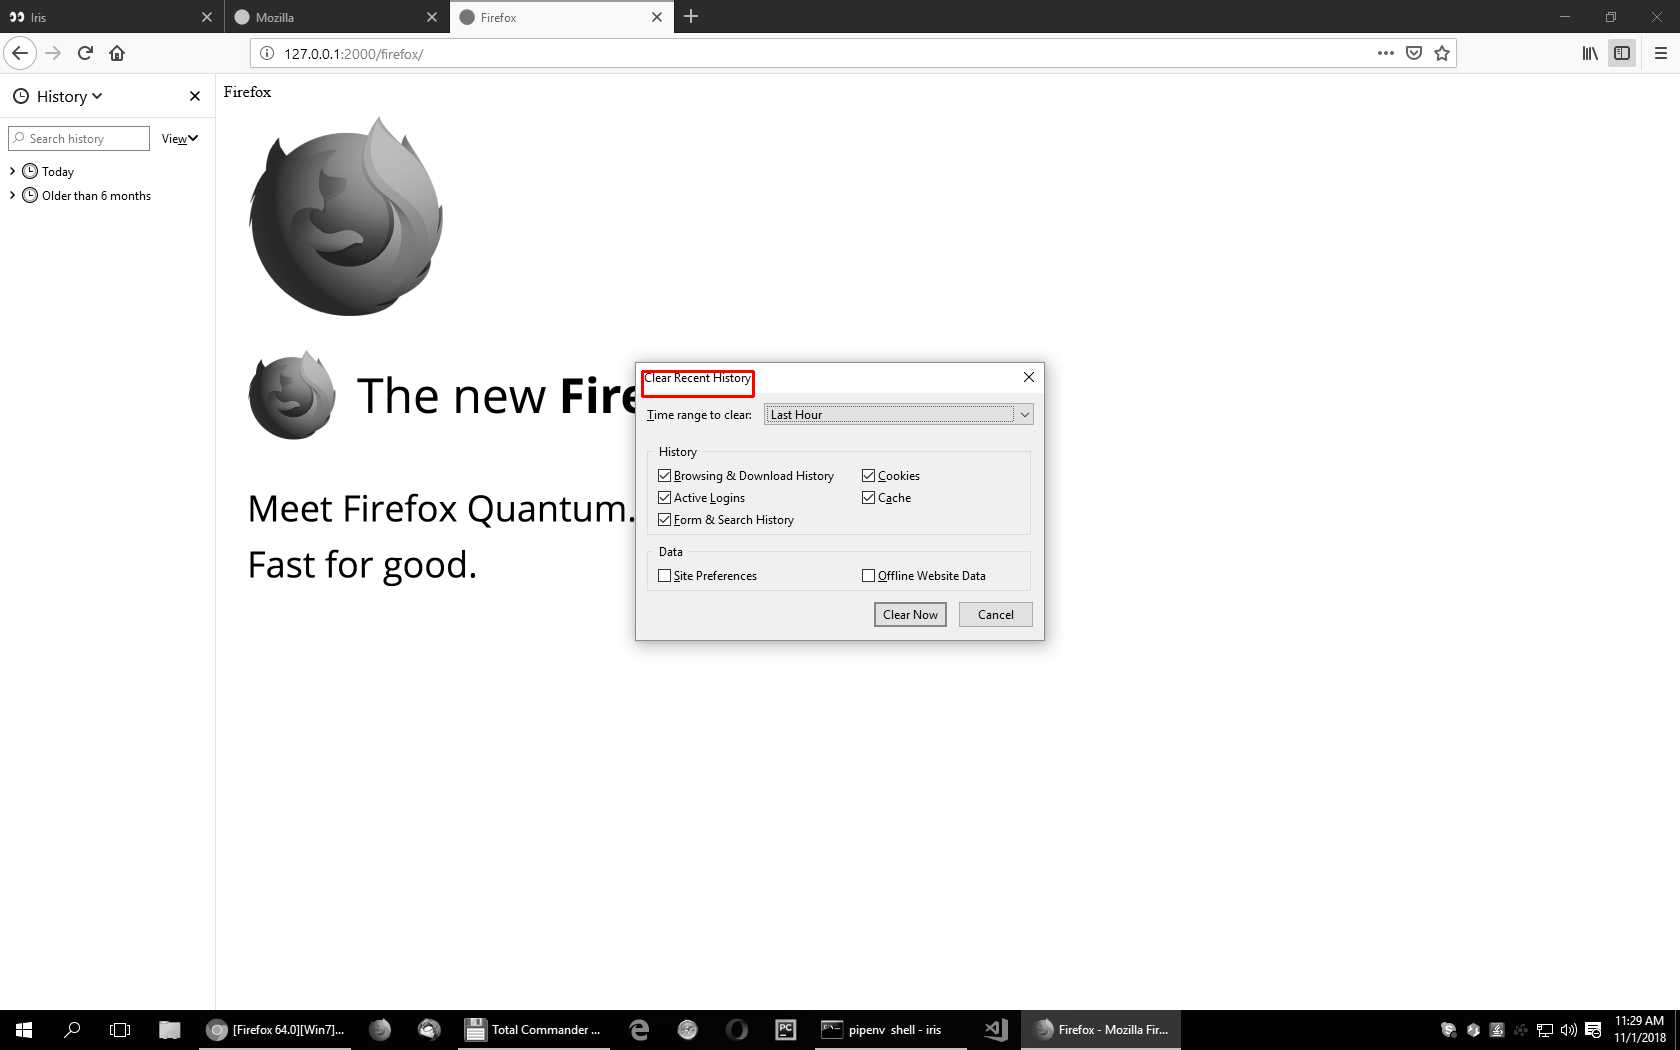 Iris
Mozilla
Firefox
127.0.0.1:2000/firefox/
History
Search history
View
Today
Older than 6 months
Firefox
The new Fire
Meet Firefox Quantum.
Fast for good.
Clear Recent History
Time range to clear: Last Hour
History
Browsing & Download History Cookies
Active Logins Cache
Form & Search History
Data
Site Preferences Offline Website Data
Clear Now Cancel
[Firefox 64.0][Win7]... Total Commander ... PC pipenv shell - iris Firefox - Mozilla Fir...
11:29 AM
11/1/2018